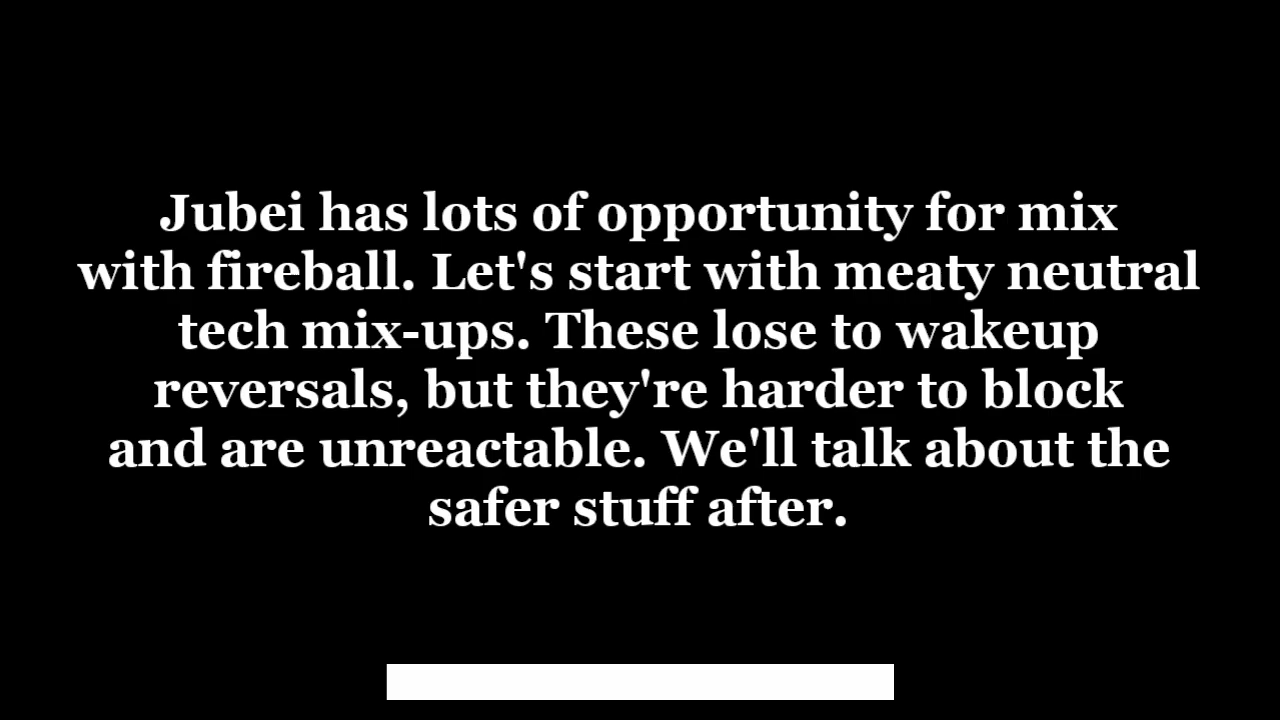 Jubei has lots of opportunity for mix
with fireball. Let's start with meaty neutral
tech mix-ups. These lose to wakeup
reversals, but they're harder to block
and are unreactable. We'll talk about the
safer stuff after.